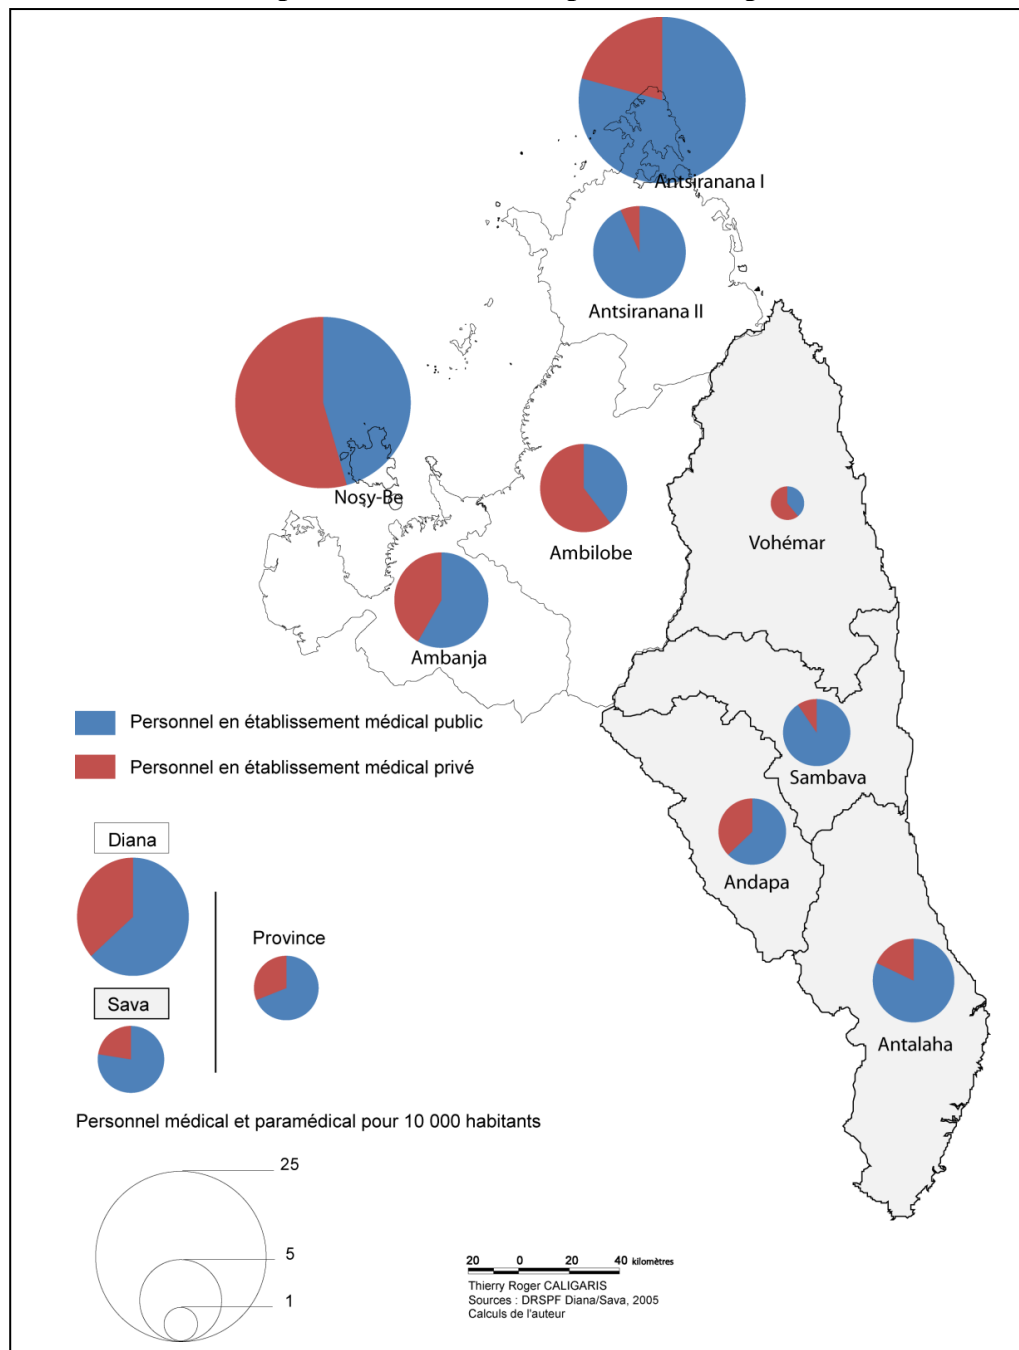 Antsiranana I
Antsiranana II
Nosy-Be
Ambilobe
Vohémar
Ambanja
Personnel en établissement médical public
Personnel en établissement médical privé
Sambava
Andapa
Diana
Province
Sava
Antalaha
Personnel médical et paramédical pour 10 000 habitants
25
5
1
20 0 20 40 kilomètres
Thierry Roger CALIGARIS
Sources : DRSPF Diana/Sava, 2005
Calculs de l'auteur